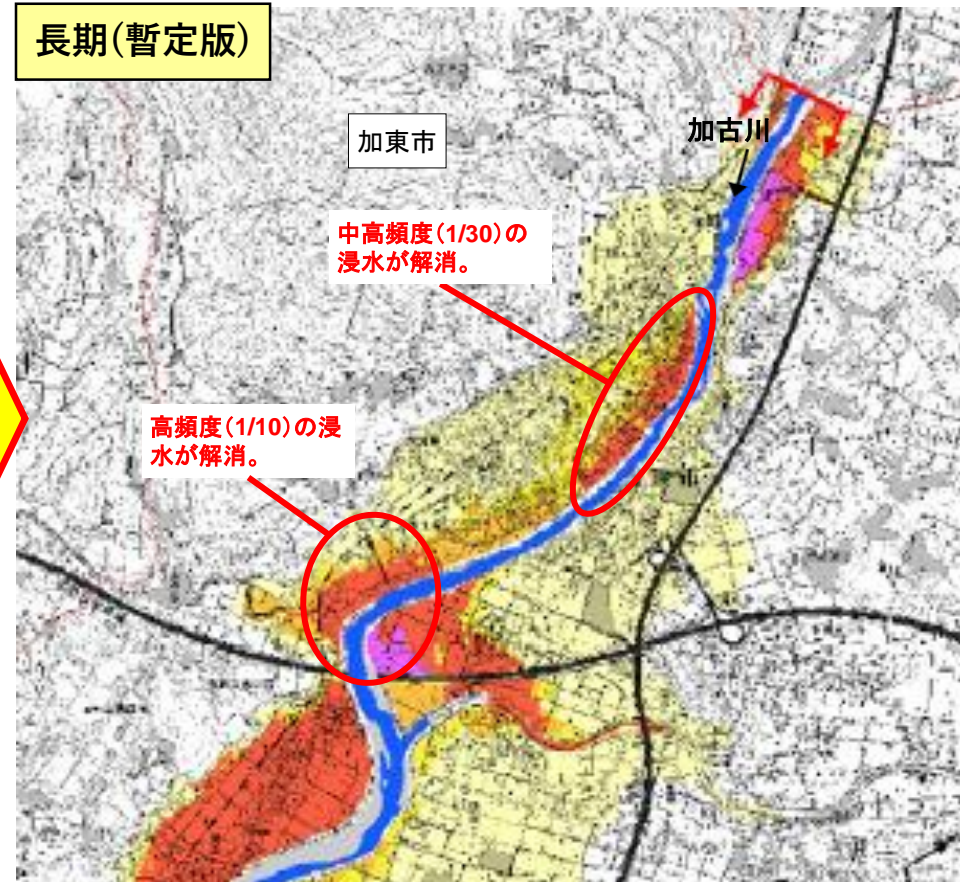 長期(暫定版)
加東市
加古川
中高頻度(1/30)の
浸水が解消。
高頻度(1/10)の浸
水が解消。